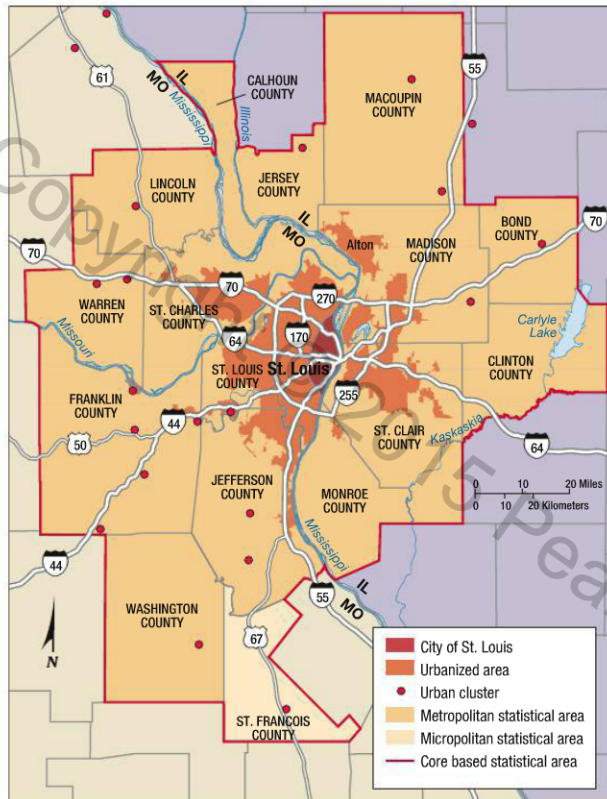 61
IL
MO
Mississippi
CALHOUN
COUNTY
Illinois
55
MACOUPIN
COUNTY
LINCOLN
COUNTY
JERSEY
COUNTY
IL
MO
Alton
MADISON
COUNTY
BOND
COUNTY
70
70
WARREN
COUNTY
ST. CHARLES
COUNTY
70
270
Carlyle
Lake
64
170
Missouri
ST. LOUIS
COUNTY
St. Louis
CLINTON
COUNTY
FRANKLIN
COUNTY
255
44
50
ST. CLAIR
COUNTY
Kaskaskia
64
JEFFERSON
COUNTY
MONROE
COUNTY
0 10 20 Miles
0 10 20 Kilometers
Mississippi
44
IL
MO
55
WASHINGTON
COUNTY
67
N
ST. FRANCOIS
COUNTY
City of St. Louis
Urbanized area
Urban cluster
Metropolitan statistical area
Micropolitan statistical area
Core based statistical area
© 2015